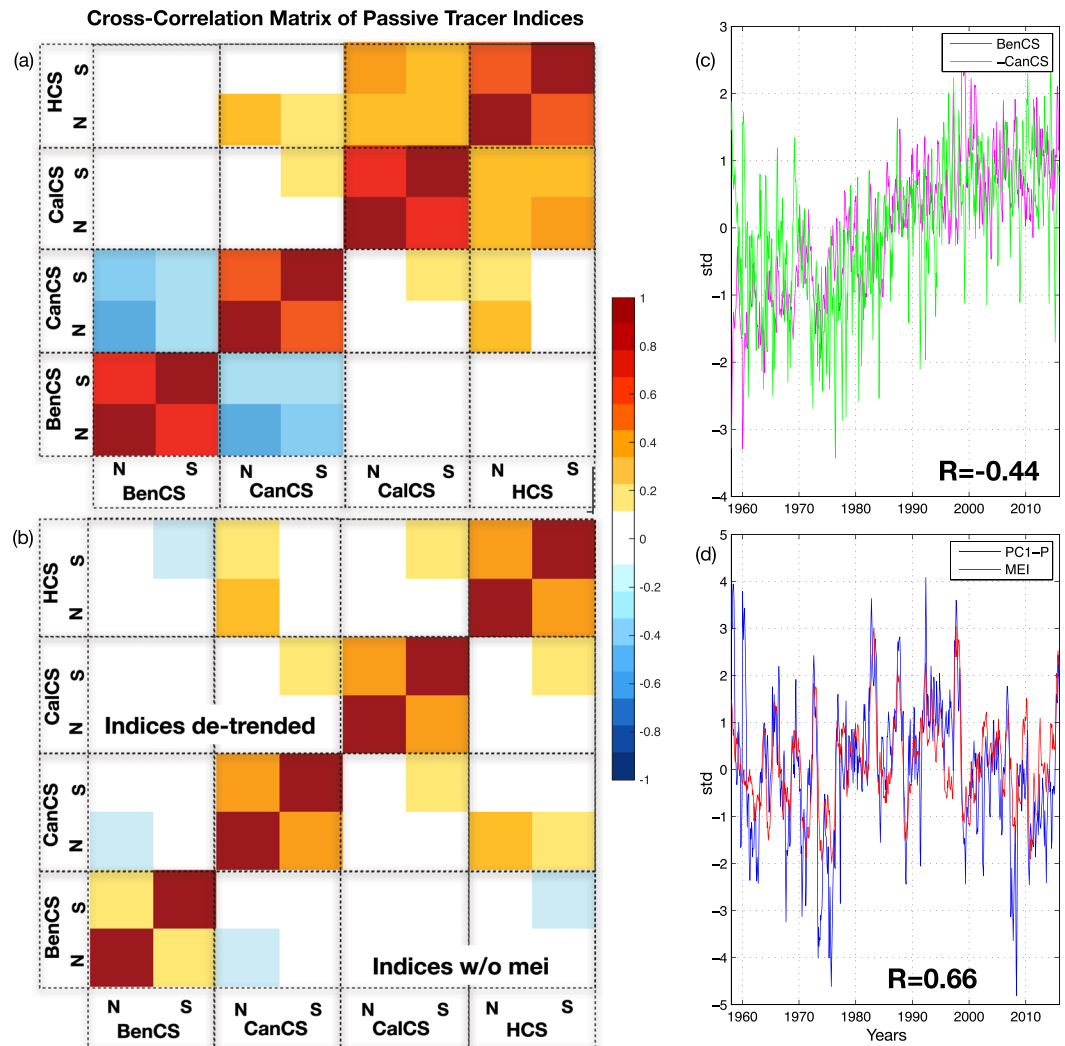 Cross-Correlation Matrix of Passive Tracer Indices
(a)
HCS
S
N
CalCS
S
N
CanCS
S
N
BenCS
S
N
N S N S N S N S
BenCS CanCS CalCS HCS
(b)
HCS
S
N
CalCS
S
N
CanCS
S
N
BenCS
S
N
Indices de-trended
Indices w/o mei
N S N S N S N S
BenCS CanCS CalCS HCS
1
0.8
0.6
0.4
0.2
0
-0.2
-0.4
-0.6
-0.8
-1
(c)
BenCS
−CanCS
3
2
1
0
−1
−2
−3
−4
std
R=-0.44
1960 1970 1980 1990 2000 2010
(d)
PC1−P
MEI
5
4
3
2
1
0
−1
−2
−3
−4
−5
std
R=0.66
1960 1970 1980 1990 2000 2010
Years